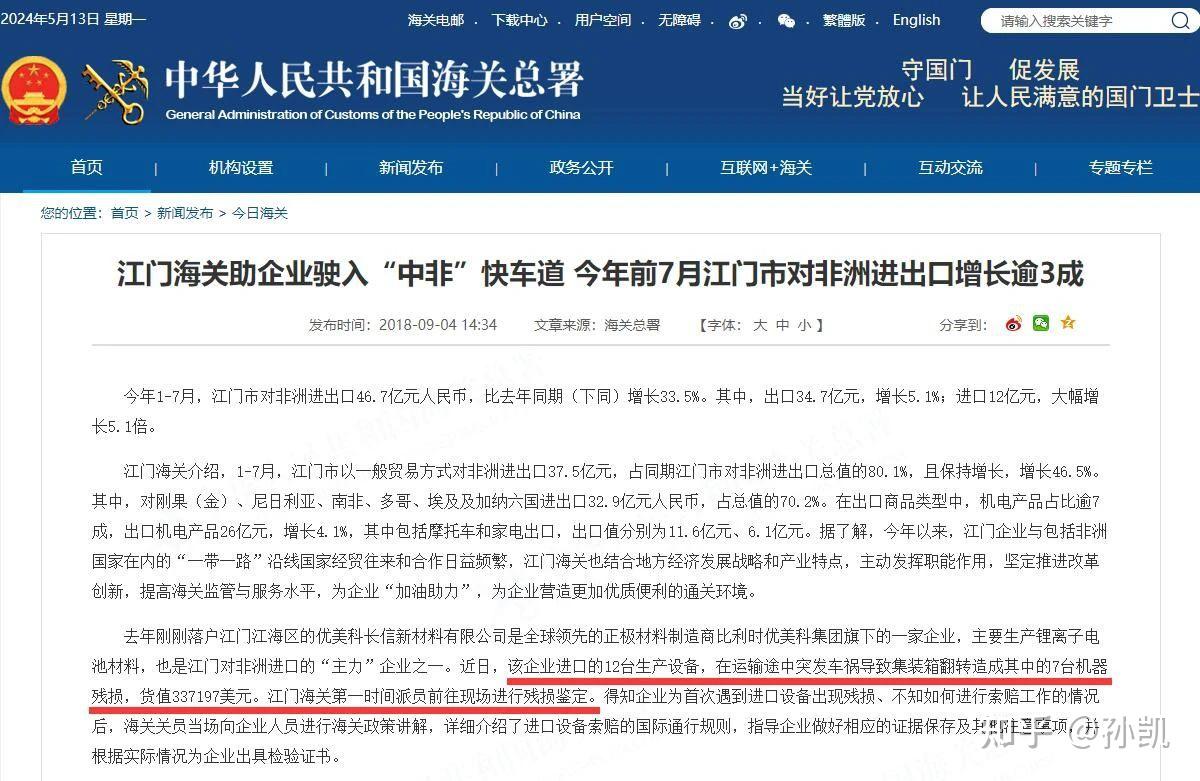 2024年5月13日 星期一
海关电邮 · 下载中心 · 用户空间 · 无障碍 · · · 繁體版 · English
请输入搜索关键字
中华人民共和国海关总署
General Administration of Customs of the People's Republic of China
守国门 促发展
当好让党放心 让人民满意的国门卫士
首页 | 机构设置 | 新闻发布 | 政务公开 | 互联网+海关 | 互动交流 | 专题专栏
您的位置：首页 > 新闻发布 > 今日海关
江门海关助企业驶入“中非”快车道 今年前7月江门市对非洲进出口增长逾3成
发布时间：2018-09-04 14:34 文章来源：海关总署 【字体： 大 中 小 】 分享到：
今年1-7月，江门市对非洲进出口46.7亿元人民币，比去年同期（下同）增长33.5%。其中，出口34.7亿元，增长5.1%；进口12亿元，大幅增
长5.1倍。
江门海关介绍，1-7月，江门市以一般贸易方式对非洲进出口37.5亿元，占同期江门市对非洲进出口总值的80.1%，且保持增长，增长46.5%。
其中，对刚果（金）、尼日利亚、南非、多哥、埃及及加纳六国进出口32.9亿元人民币，占总值的70.2%。在出口商品类型中，机电产品占比逾7
成，出口机电产品26亿元，增长4.1%，其中包括摩托车和家电出口，出口值分别为11.6亿元、6.1亿元。据了解，今年以来，江门企业与包括非洲
国家在内的“一带一路”沿线国家经贸往来和合作日益频繁，江门海关也结合地方经济发展战略和产业特点，主动发挥职能作用，坚定推进改革
创新，提高海关监管与服务水平，为企业“加油助力”，为企业营造更加优质便利的通关环境。
去年刚刚落户江门江海区的优美科长信新材料有限公司是全球领先的正极材料制造商比利时优美科集团旗下的一家企业，主要生产锂离子电
池材料，也是江门对非洲进口的“主力”企业之一。近日，该企业进口的12台生产设备，在运输途中突发车祸导致集装箱翻转造成其中的7台机器
残损，货值337197美元。江门海关第一时间派员前往现场进行残损鉴定。得知企业为首次遇到进口设备出现残损、不知如何进行索赔工作的情况
后，海关关员当场向企业人员进行海关政策讲解，详细介绍了进口设备索赔的国际通行规则，指导企业做好相应的证据保存及其他注意事项，并
根据实际情况为企业出具检验证书。
知乎 @孙凯